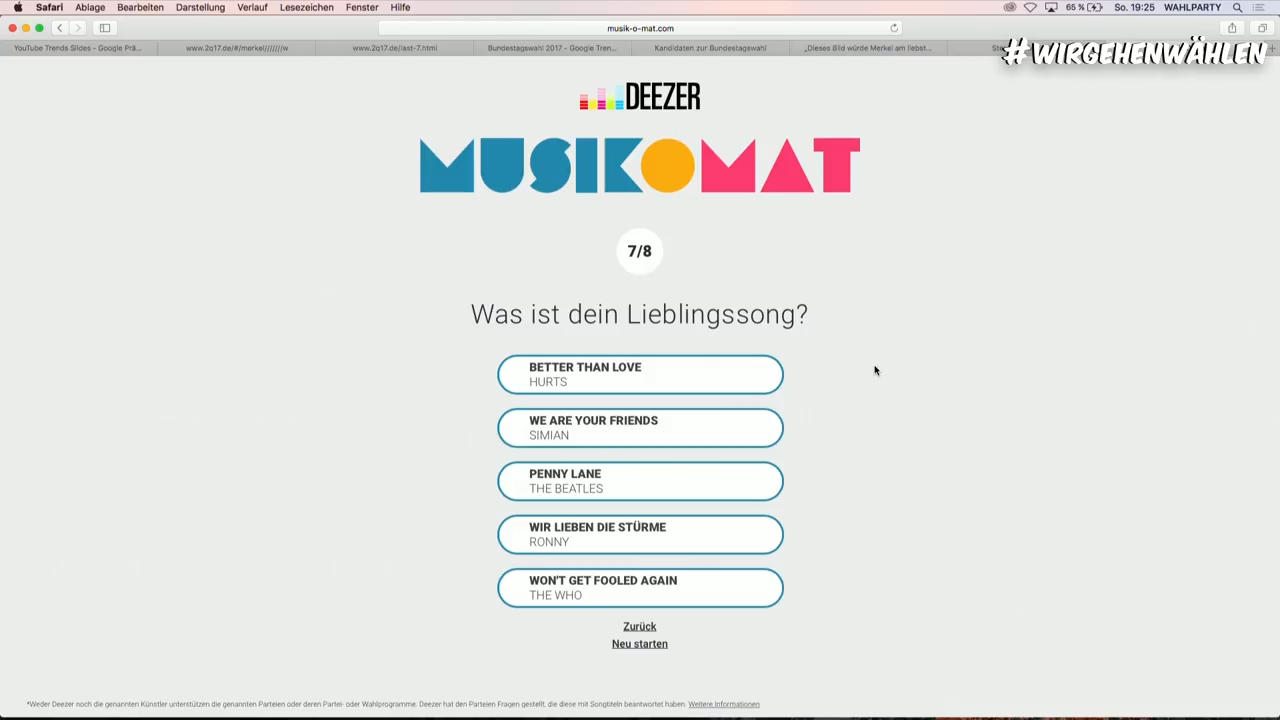 Safari Ablage Bearbeiten Darstellung Verlauf Lesezeichen Fenster Hilfe 65 % So. 19:25 WAHLPARTY
musik-o-mat.com
YouTube Trends Slides - Google Prä... www.2q17.de/#/merkel///////w www.2q17.de/last-7.html Bundestagswahl 2017 - Google Tren... Kandidaten zur Bundestagswahl „Dieses Bild würde Merkel am liebst...
#WIRGEHENWÄHLEN
DEEZER
MUSIKOMAT
7/8
Was ist dein Lieblingssong?
BETTER THAN LOVE
HURTS
WE ARE YOUR FRIENDS
SIMIAN
PENNY LANE
THE BEATLES
WIR LIEBEN DIE STÜRME
RONNY
WON'T GET FOOLED AGAIN
THE WHO
Zurück
Neu starten
*Weder Deezer noch die genannten Künstler unterstützen die genannten Parteien oder deren Partei- oder Wahlprogramme. Deezer hat den Parteien Fragen gestellt, die diese mit Songtiteln beantwortet haben. Weitere Informationen